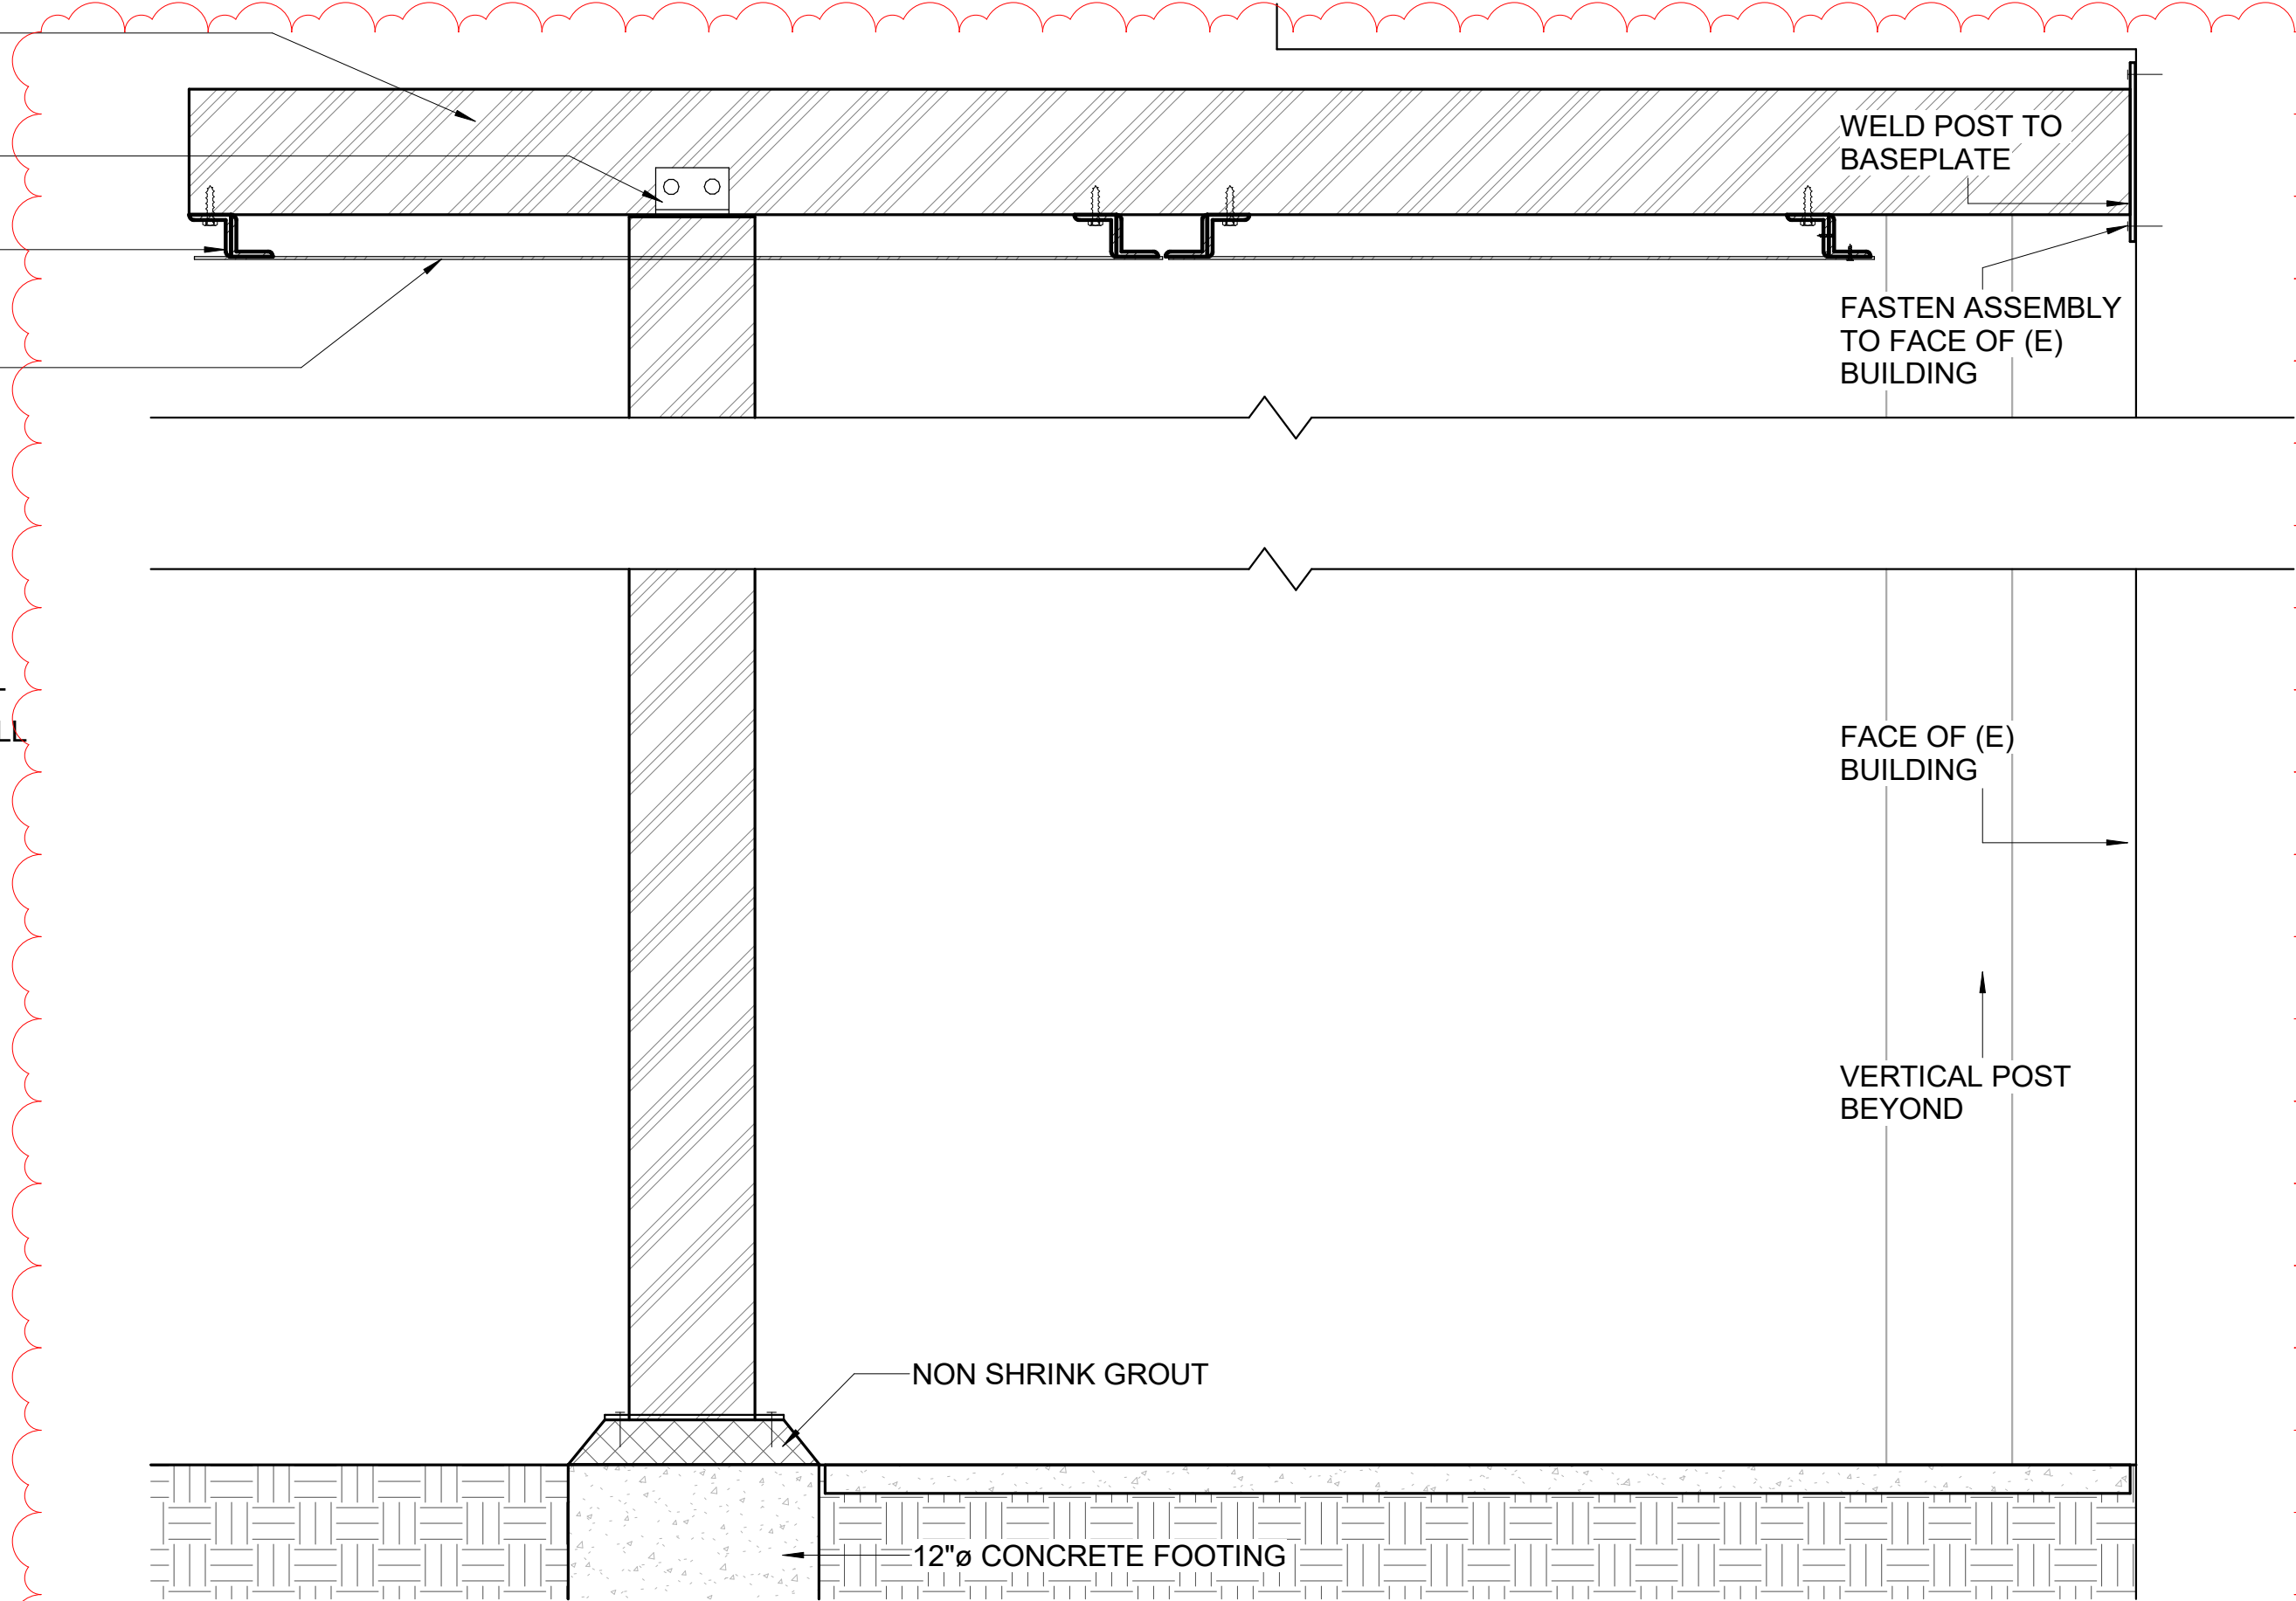 WELD POST TO
BASEPLATE
FASTEN ASSEMBLY
TO FACE OF (E)
BUILDING
FACE OF (E)
BUILDING
VERTICAL POST
BEYOND
NON SHRINK GROUT
12"ø CONCRETE FOOTING